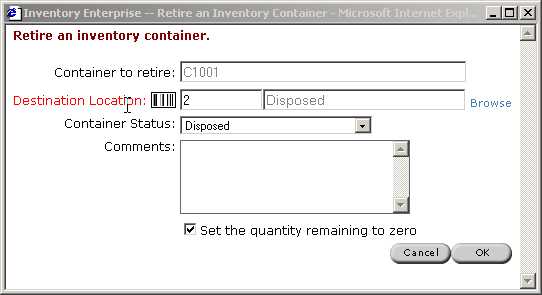 Inventory Enterprise -- Retire an Inventory Container - Microsoft Internet Expl...
Retire an inventory container.
Container to retire: C1001
Destination Location: 2 Disposed Browse
Container Status: Disposed
Comments:
Set the quantity remaining to zero
Cancel OK